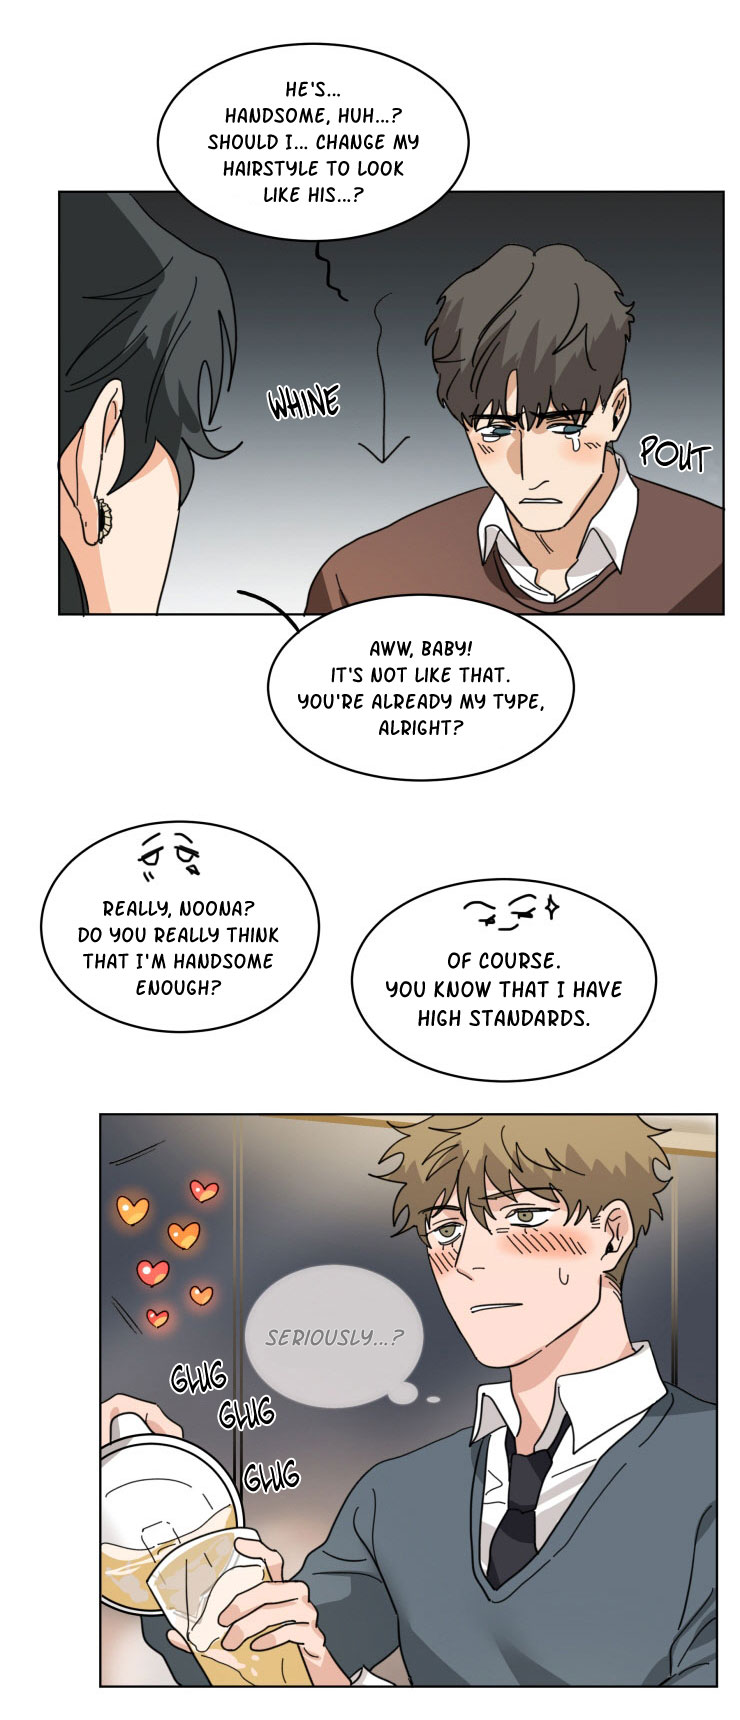 HE'S...
HANDSOME, HUH...?
SHOULD I... CHANGE MY
HAIRSTYLE TO LOOK
LIKE HIS...?
WHINE
POUT
AWW, BABY!
IT'S NOT LIKE THAT.
YOU'RE ALREADY MY TYPE,
ALRIGHT?
REALLY, NOONA?
DO YOU REALLY THINK
THAT I'M HANDSOME
ENOUGH?
OF COURSE.
YOU KNOW THAT I HAVE
HIGH STANDARDS.
SERIOUSLY...?
GLUG
GLUG
GLUG